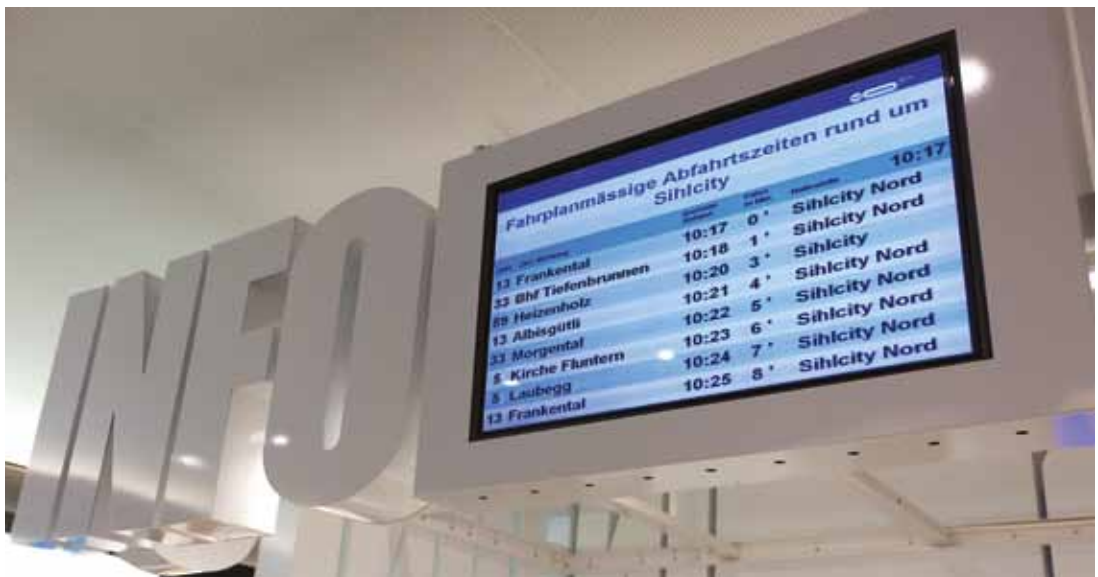 INFO
Fahrplanmässige Abfahrtszeiten rund um
Sihlcity
10:17
13 Frankental 10:17 0' Sihlcity Nord
33 Bhf Tiefenbrunnen 10:18 1' Sihlcity Nord
89 Heizenholz 10:20 3' Sihlcity
13 Albisgütli 10:21 4' Sihlcity Nord
33 Morgental 10:22 5' Sihlcity Nord
5 Kirche Fluntern 10:23 6' Sihlcity Nord
5 Laubegg 10:24 7' Sihlcity Nord
13 Frankental 10:25 8' Sihlcity Nord